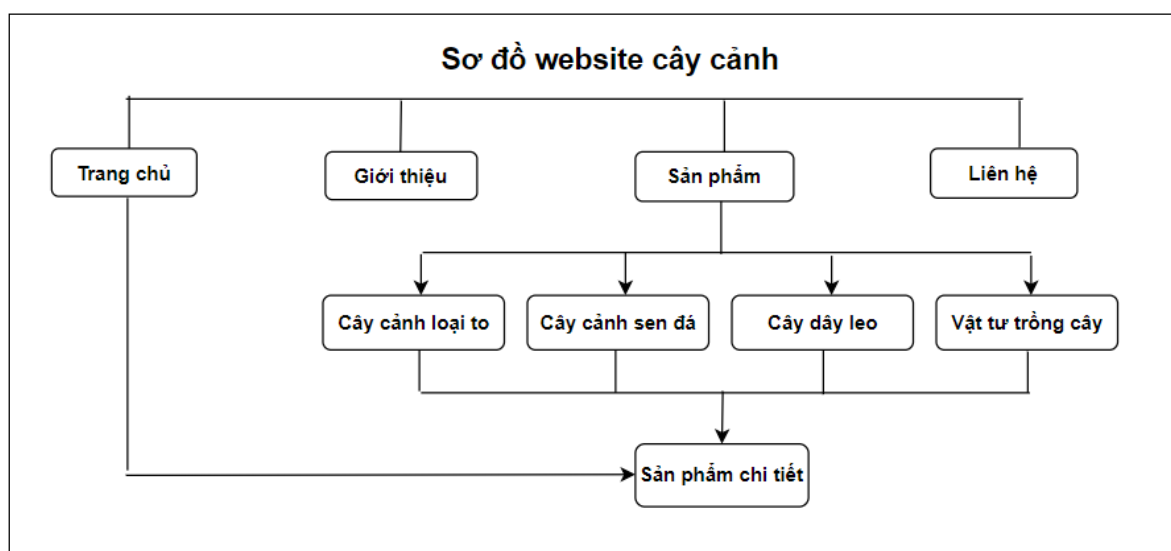 Sơ đồ website cây cảnh
Trang chủ
Giới thiệu
Sản phẩm
Liên hệ
Cây cảnh loại to
Cây cảnh sen đá
Cây dây leo
Vật tư trồng cây
Sản phẩm chi tiết